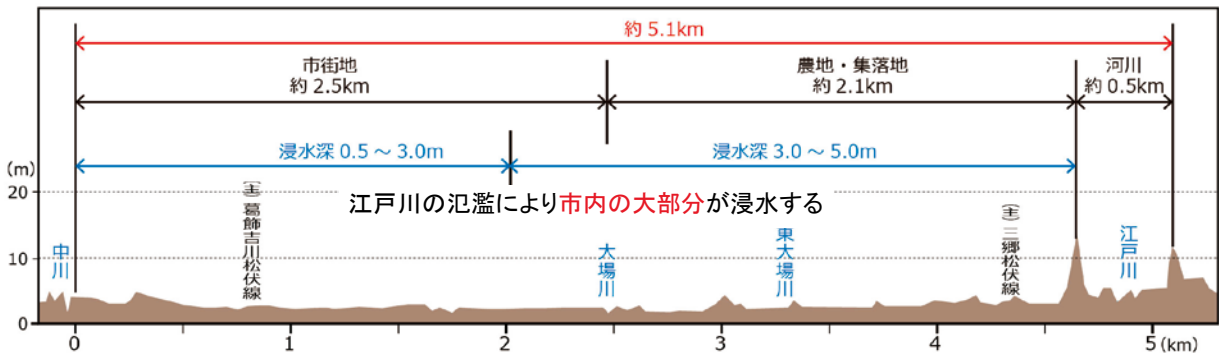 約 5.1km
市街地
約 2.5km
農地・集落地
約 2.1km
河川
約 0.5km
浸水深 0.5 ～ 3.0m
浸水深 3.0 ～ 5.0m
(m)
20
10
0
江戸川の氾濫により市内の大部分が浸水する
中川
(主)葛飾吉川松伏線
大場川
東大場川
(主)三郷松伏線
江戸川
0 1 2 3 4 5 (km)